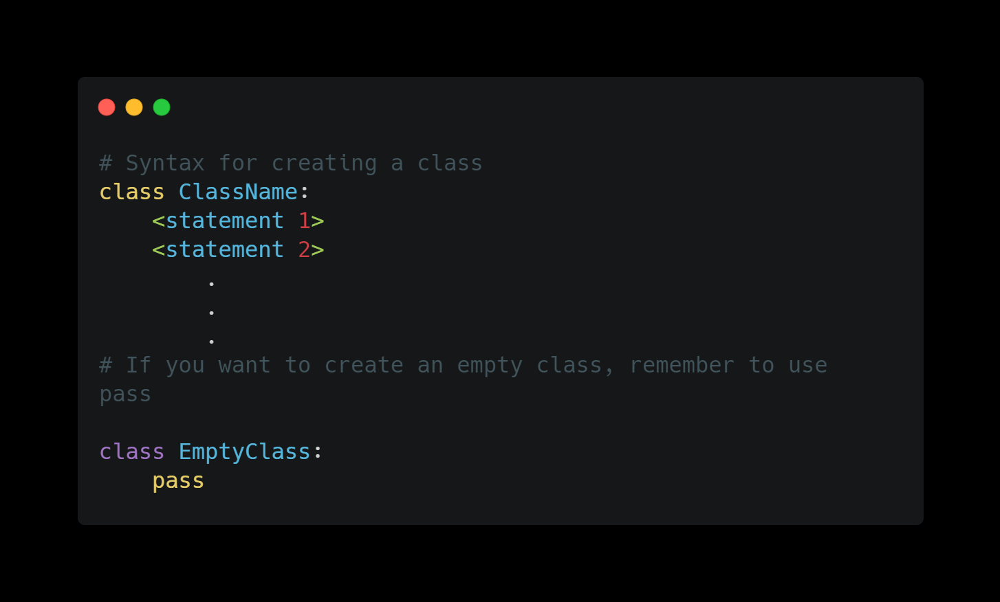 # Syntax for creating a class
class ClassName:
    <statement 1>
    <statement 2>
        .
        .
        .
# If you want to create an empty class, remember to use
pass

class EmptyClass:
    pass